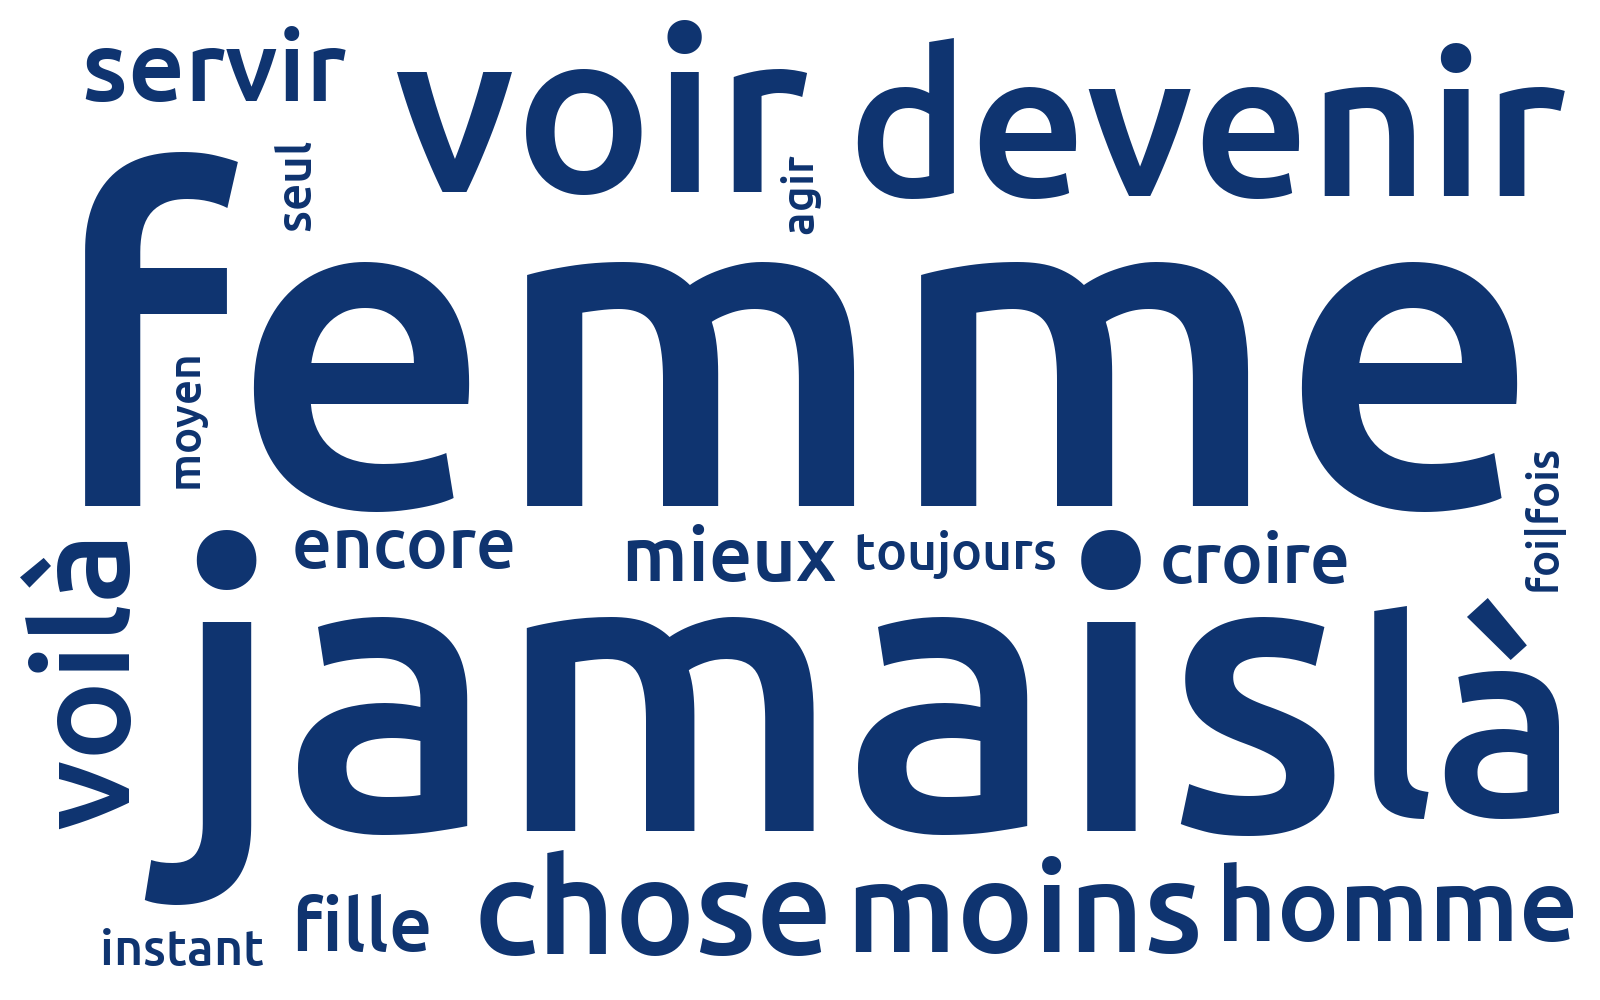 servir
voir
devenir
seul
agir
femme
moyen
foi|fois
voilà
encore
mieux
toujours
croire
jamais
là
instant
fille
chose
moins
homme